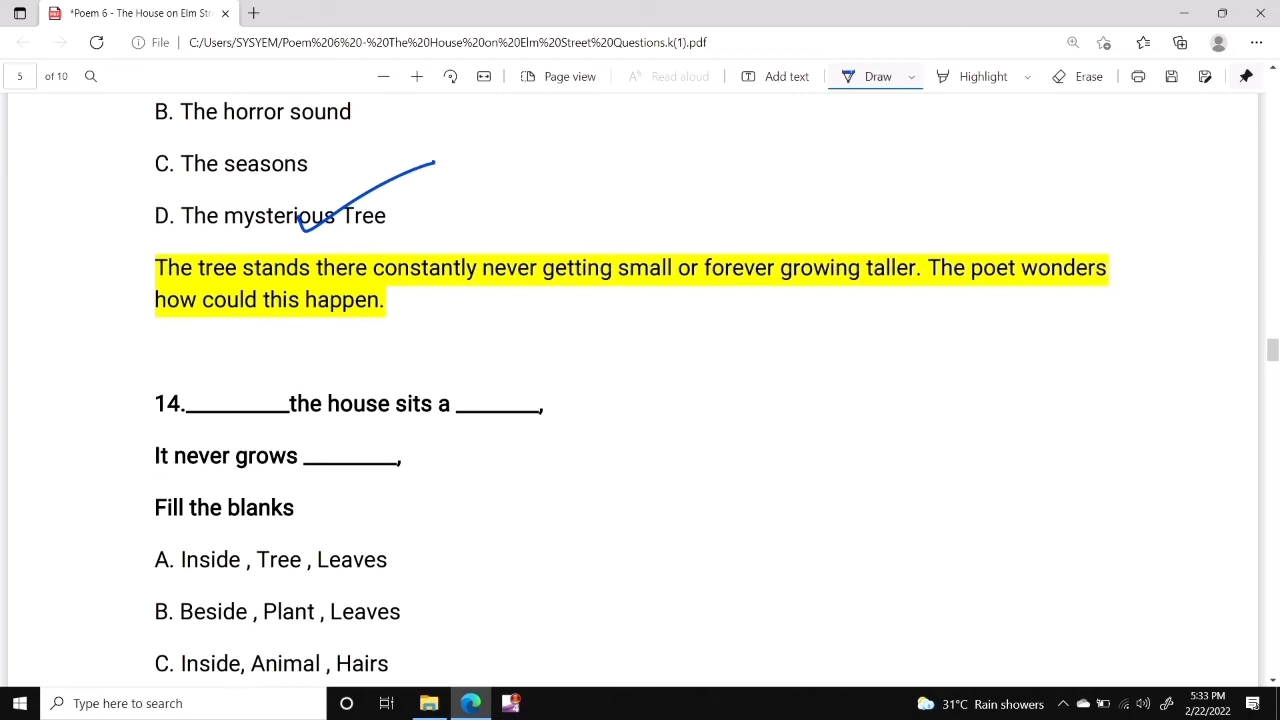 *Poem 6 - The House on Elm Str
File
C:/Users/SYSYEM/Poem%206%20-%20The%20House%20on%20Elm%20Street%20Questions.k(1).pdf
5 of 10
Page view
Read aloud
Add text
Draw
Highlight
Erase
B. The horror sound
C. The seasons
D. The mysterious Tree
The tree stands there constantly never getting small or forever growing taller. The poet wonders
how could this happen.
14.__________the house sits a ________,
It never grows _________,
Fill the blanks
A. Inside , Tree , Leaves
B. Beside , Plant , Leaves
C. Inside, Animal , Hairs
Type here to search
31°C Rain showers
5:33 PM
2/22/2022